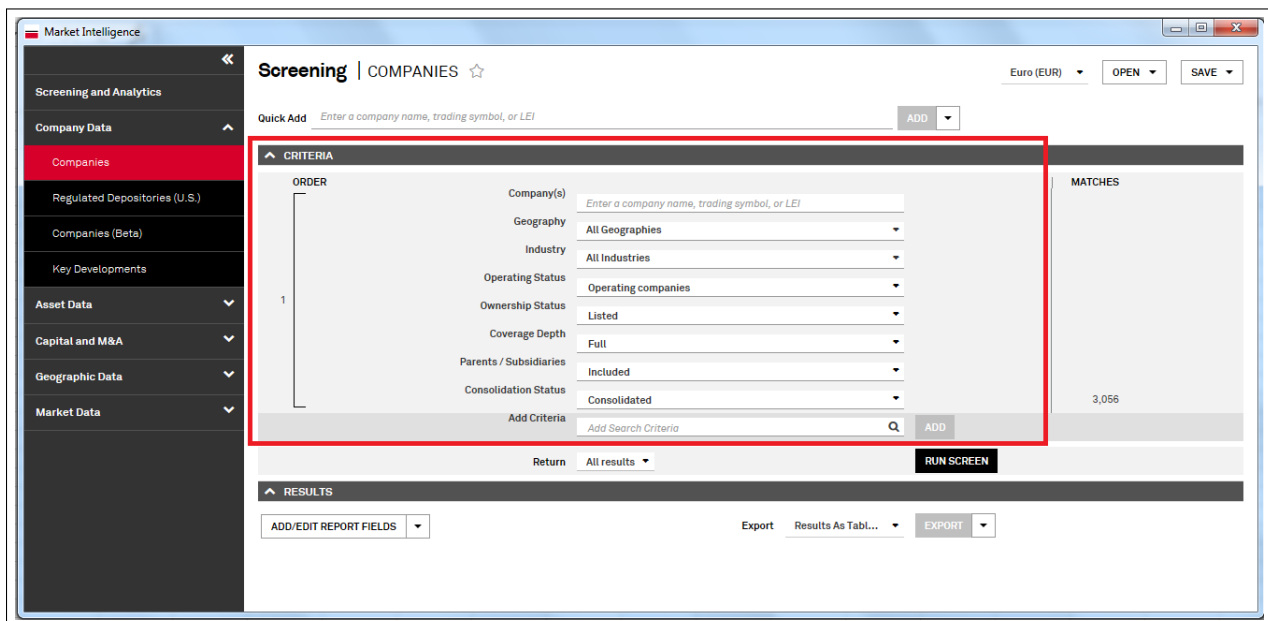 Market Intelligence
Screening and Analytics
Company Data
Companies
Regulated Depositories (U.S.)
Companies (Beta)
Key Developments
Asset Data
Capital and M&A
Geographic Data
Market Data
Screening | COMPANIES
Euro (EUR)
OPEN
SAVE
Quick Add Enter a company name, trading symbol, or LEI ADD
CRITERIA
ORDER
MATCHES
1
Company(s) Enter a company name, trading symbol, or LEI
Geography All Geographies
Industry All Industries
Operating Status Operating companies
Ownership Status Listed
Coverage Depth Full
Parents / Subsidiaries Included
Consolidation Status Consolidated 3,056
Add Criteria Add Search Criteria ADD
Return All results RUN SCREEN
RESULTS
ADD/EDIT REPORT FIELDS Export Results As Tabl... EXPORT